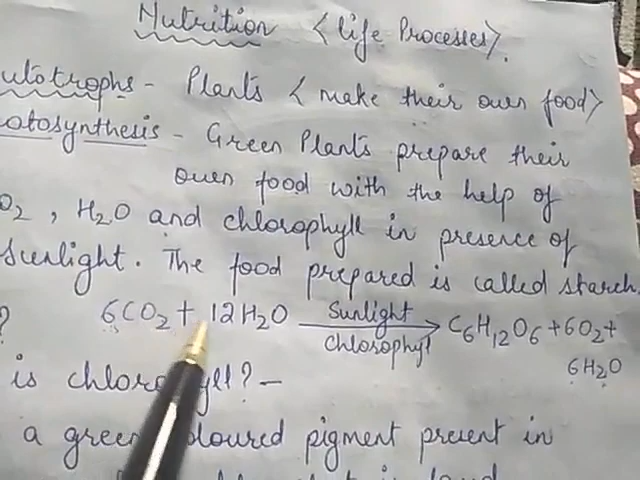 Nutrition <life Processes>.
utotrophs - Plants <make their own food>
otosynthesis - Green Plants prepare their
own food with the help of
O2, H2O and chlorophyll in presence of
Sunlight. The food prepared is called starch.
? 6CO2 + 12H2O Sunlight Chlorophyl C6H12O6 + 6O2 +
6H2O
is chlorophyll? -
a green coloured pigment present in